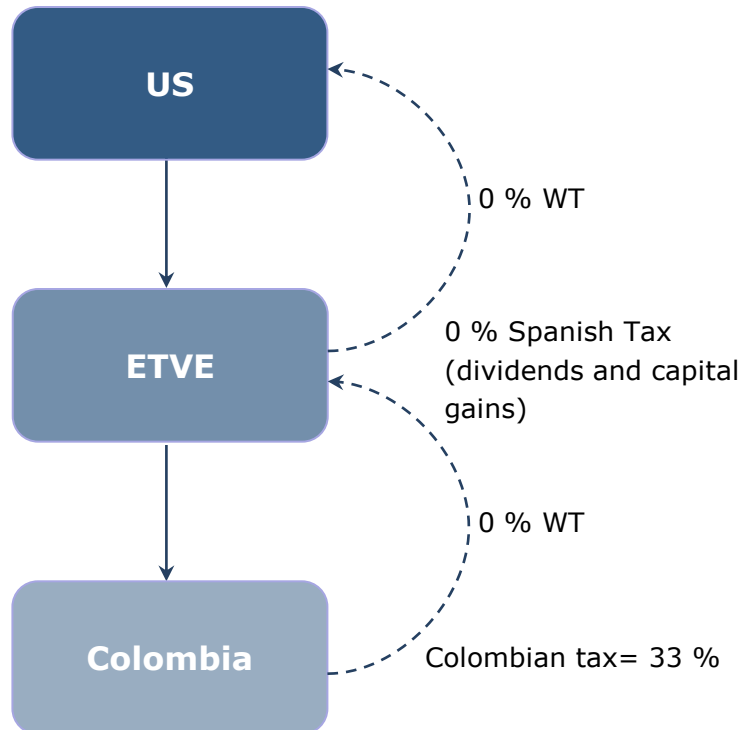 US
0 % WT
0 % Spanish Tax
(dividends and capital
gains)
ETVE
0 % WT
Colombia
Colombian tax= 33 %